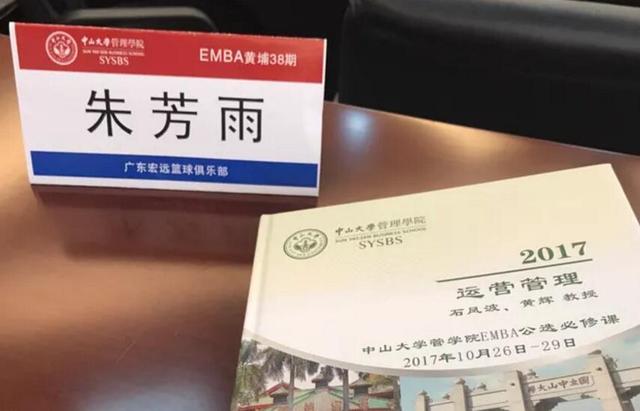 中山大學管理學院
SUN YAT-SEN BUSINESS SCHOOL
SYSBS
EMBA黄埔38期
朱芳雨
广东宏远篮球俱乐部
中山大學管理學院
SUN YAT-SEN BUSINESS SCHOOL
SYSBS
2017
运营管理
石凤波、黄辉 教授
中山大学管学院EMBA公选必修课
2017年10月26日-29日